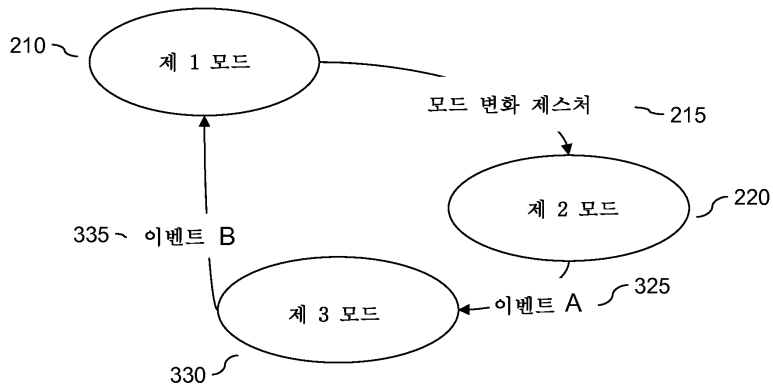 210
제 1 모드
모드 변화 제스처
215
제 2 모드
220
335
이벤트 B
이벤트 A
325
제 3 모드
330